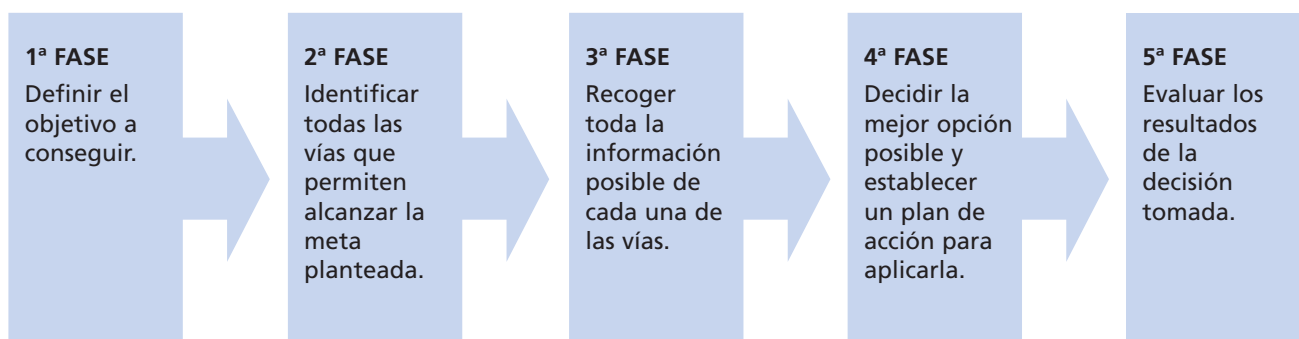 1ª FASE
Definir el
objetivo a
conseguir.
2ª FASE
Identificar
todas las
vías que
permiten
alcanzar la
meta
planteada.
3ª FASE
Recoger
toda la
información
posible de
cada una de
las vías.
4ª FASE
Decidir la
mejor opción
posible y
establecer
un plan de
acción para
aplicarla.
5ª FASE
Evaluar los
resultados
de la
decisión
tomada.